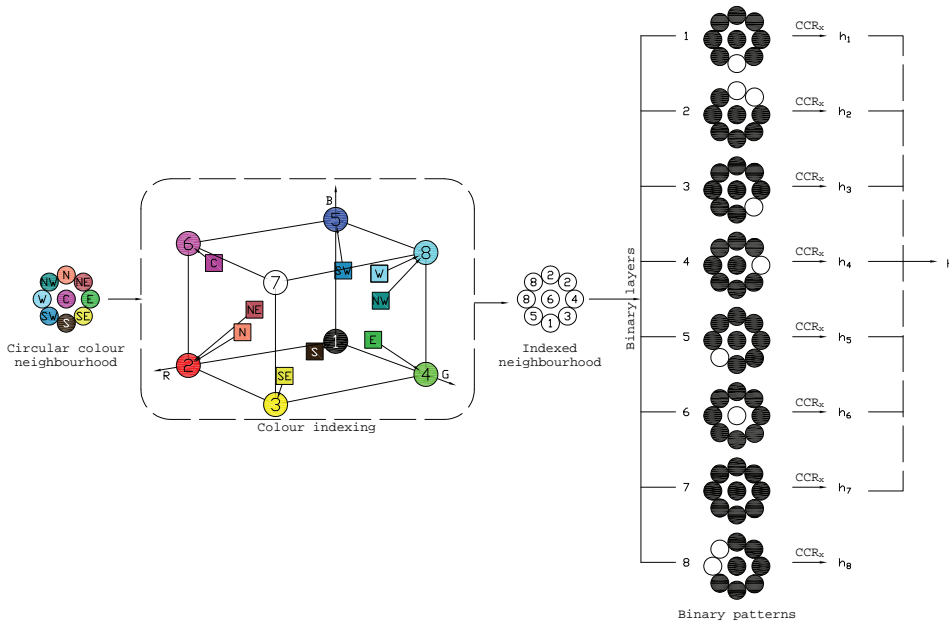 N
NW NE
W C E
SW SE
S
Circular colour
neighbourhood
B
5
6
8
C
SW
W
7
NW
NE
N
1
E
S
2
R
SE
4
G
3
Colour indexing
2
8 2
8 6 4
5 3
1
Indexed
neighbourhood
Binary layers
1 CCRx h1
2 CCRx h2
3 CCRx h3
4 CCRx h4
5 CCRx h5
6 CCRx h6
7 CCRx h7
8 CCRx h8
Binary patterns